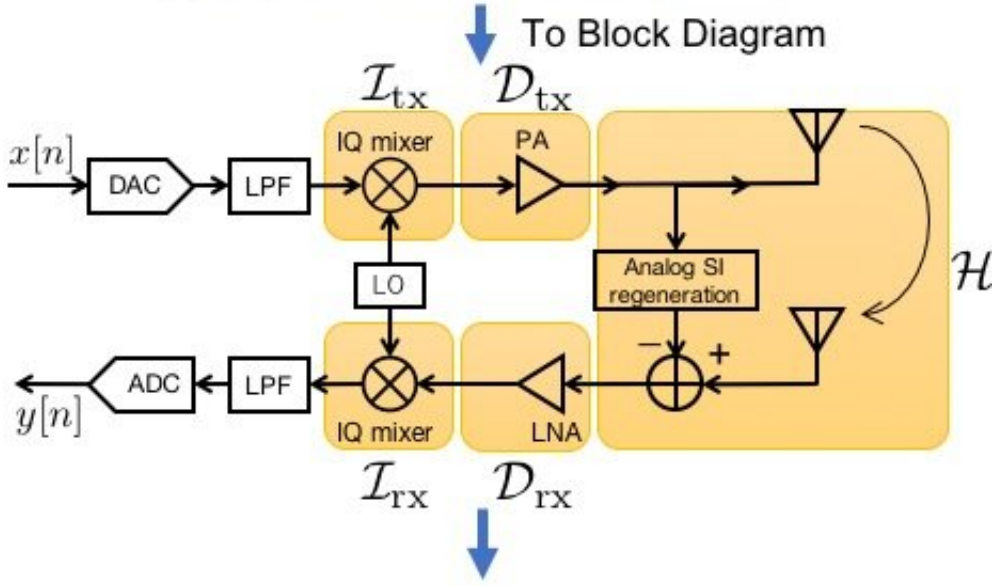 To Block Diagram
ℐtx 𝒟tx
IQ mixer PA
x[n]
DAC LPF
LO
Analog SI
regeneration
ℋ
− +
ADC LPF
y[n]
IQ mixer LNA
ℐrx 𝒟rx